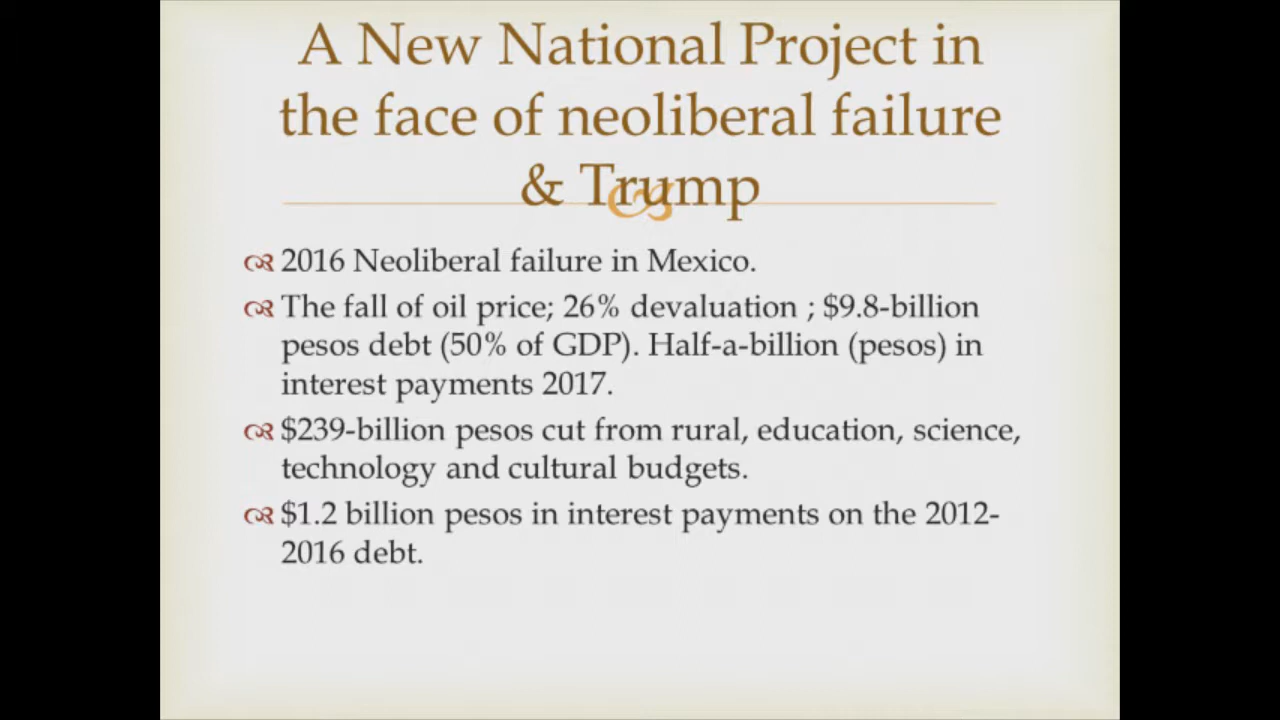 A New National Project in
the face of neoliberal failure
& Trump
2016 Neoliberal failure in Mexico.
The fall of oil price; 26% devaluation ; $9.8-billion
pesos debt (50% of GDP). Half-a-billion (pesos) in
interest payments 2017.
$239-billion pesos cut from rural, education, science,
technology and cultural budgets.
$1.2 billion pesos in interest payments on the 2012-
2016 debt.